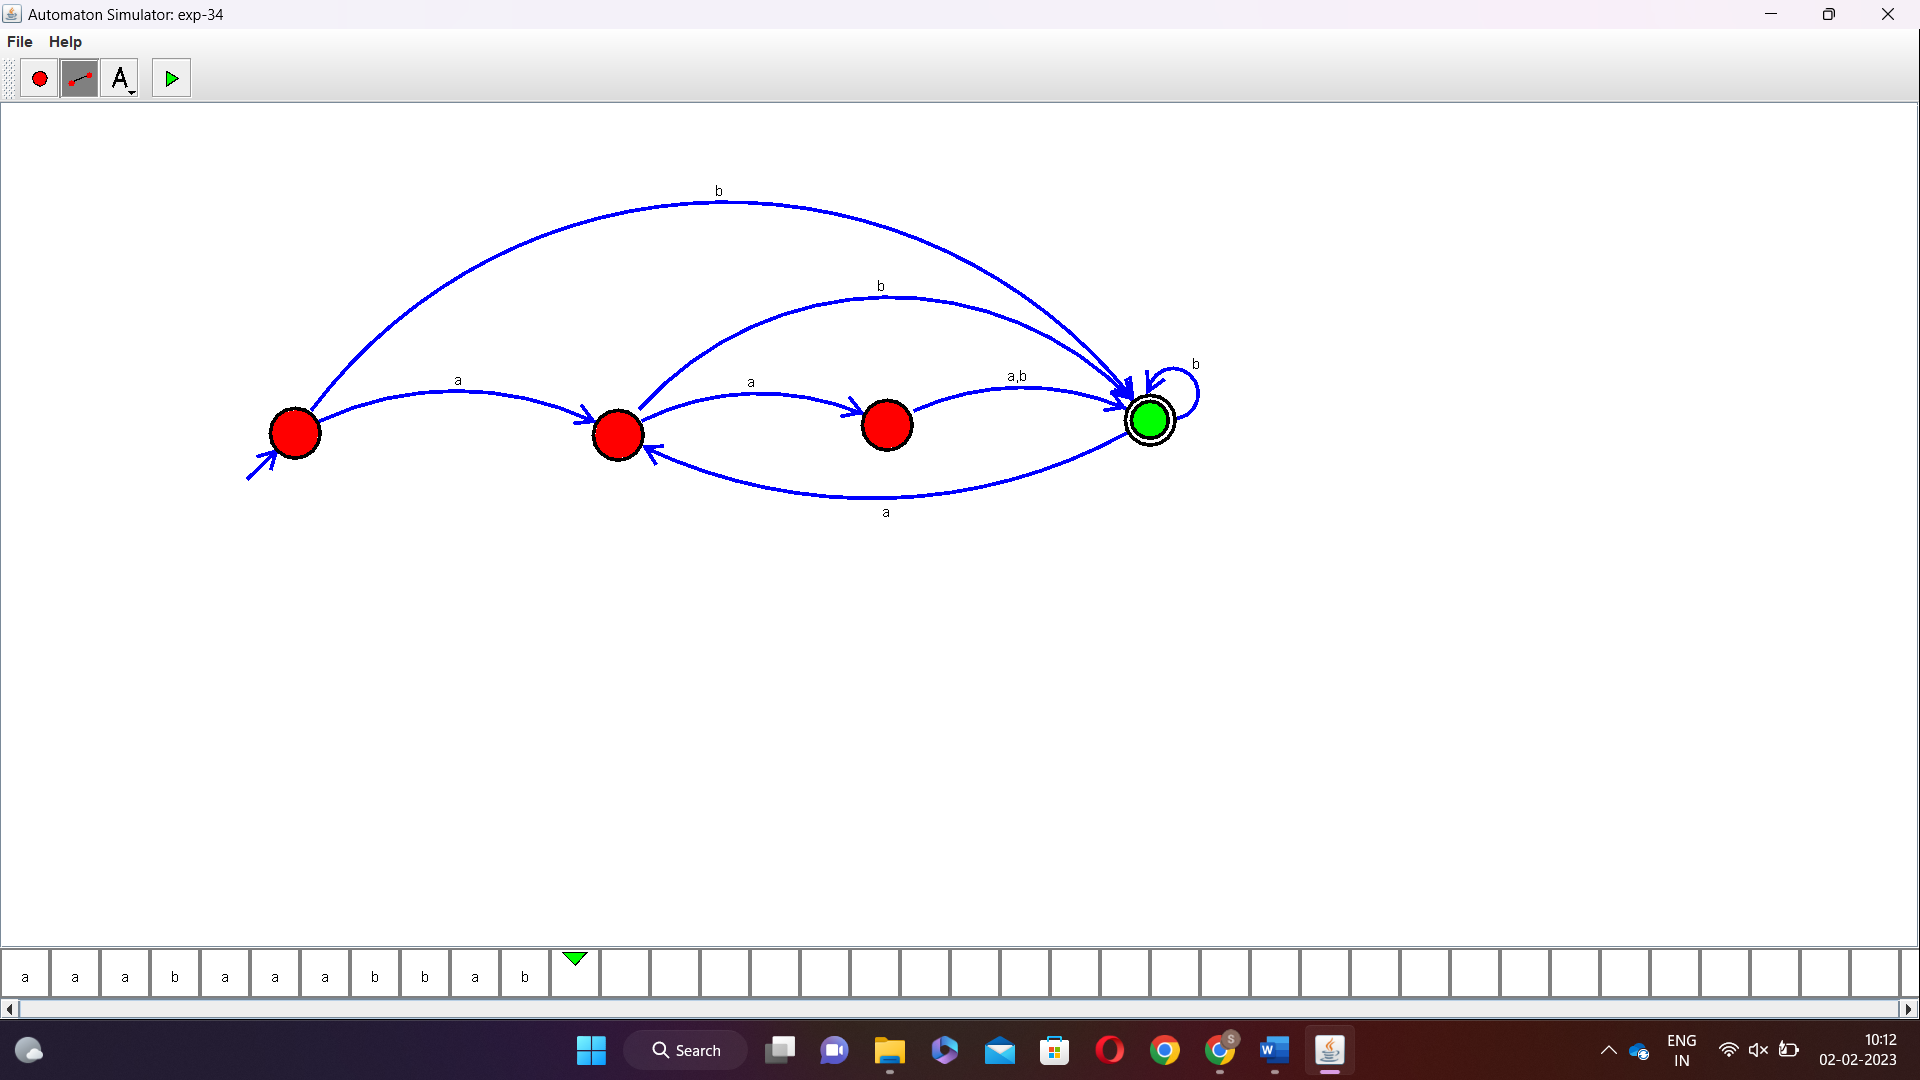 Automaton Simulator: exp-34
File Help
A
b
b
a
a
a,b
b
a
a a a b a a a b b a b
Search
S
W
ENG
IN
10:12
02-02-2023